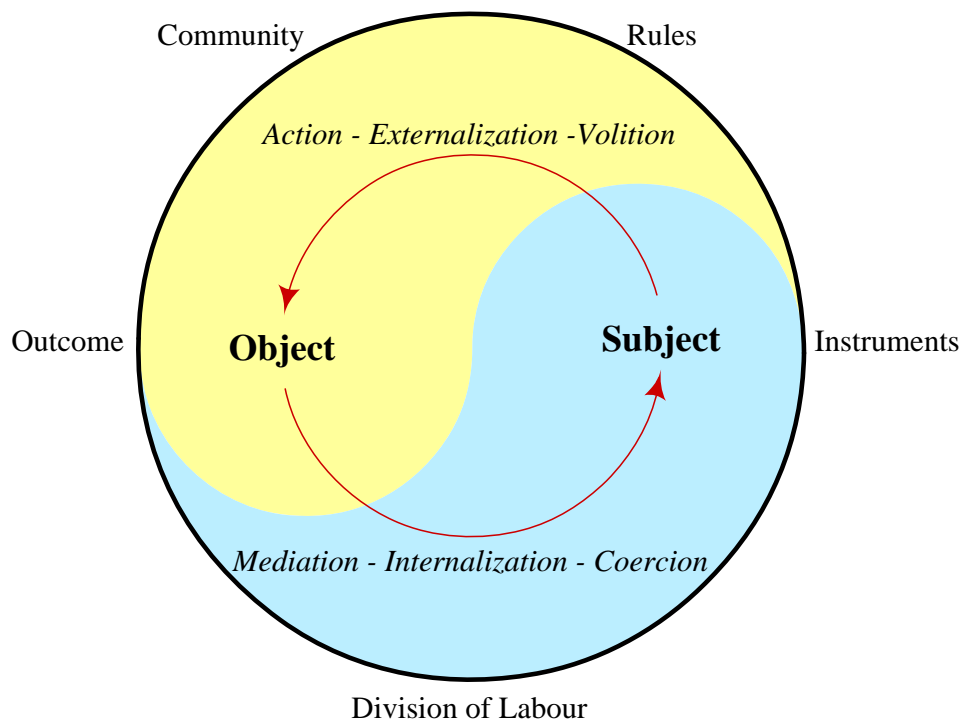 Community
Rules
Action - Externalization -Volition
Outcome
Object
Subject
Instruments
Mediation - Internalization - Coercion
Division of Labour